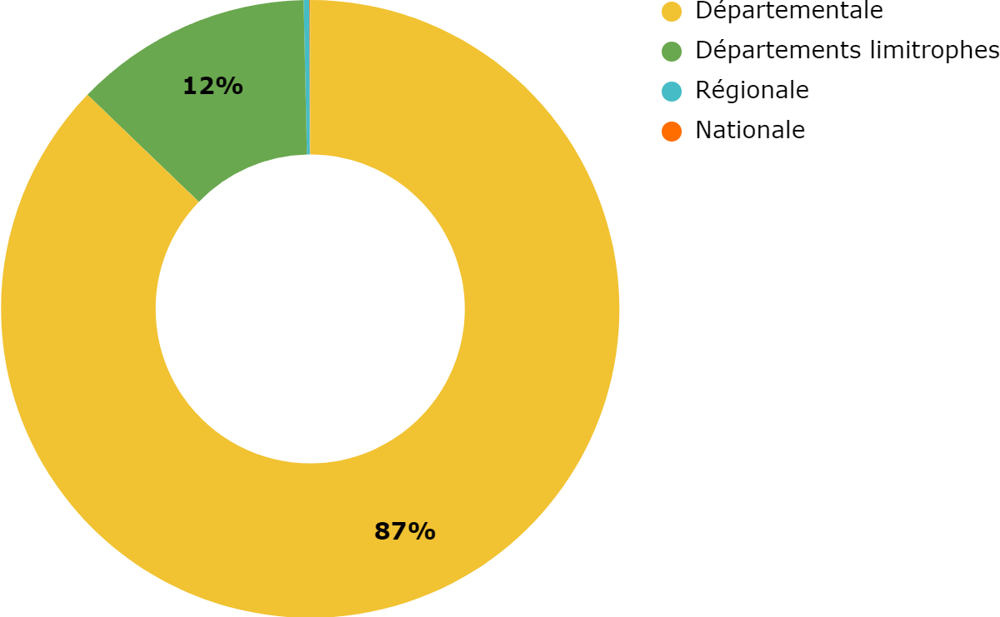 Départementale
Départements limitrophes
Régionale
Nationale
12%
87%